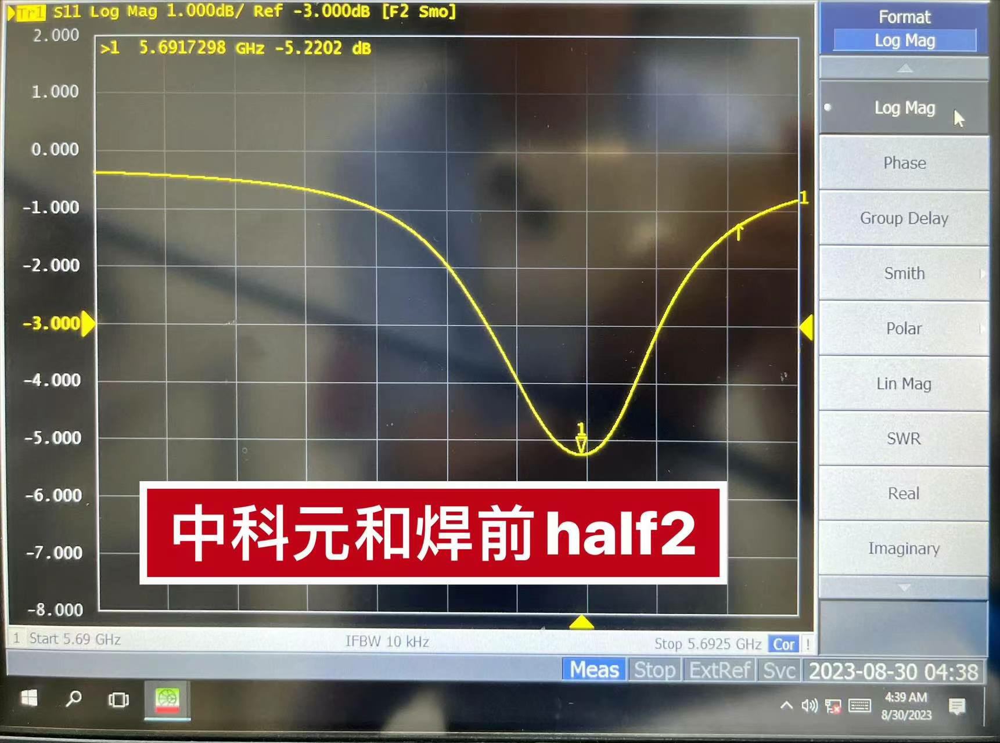 Tr1 S11 Log Mag 1.000dB/ Ref -3.000dB [F2 Smo]
>1 5.6917298 GHz -5.2202 dB
2.000
1.000
0.000
-1.000
-2.000
-3.000
-4.000
-5.000
-6.000
-7.000
-8.000
1
1
中科元和焊前half2
1 Start 5.69 GHz
IFBW 10 kHz
Stop 5.6925 GHz Cor !
Format
Log Mag
Log Mag
Phase
Group Delay
Smith
Polar
Lin Mag
SWR
Real
Imaginary
Meas Stop ExtRef Svc 2023-08-30 04:38
4:39 AM
8/30/2023